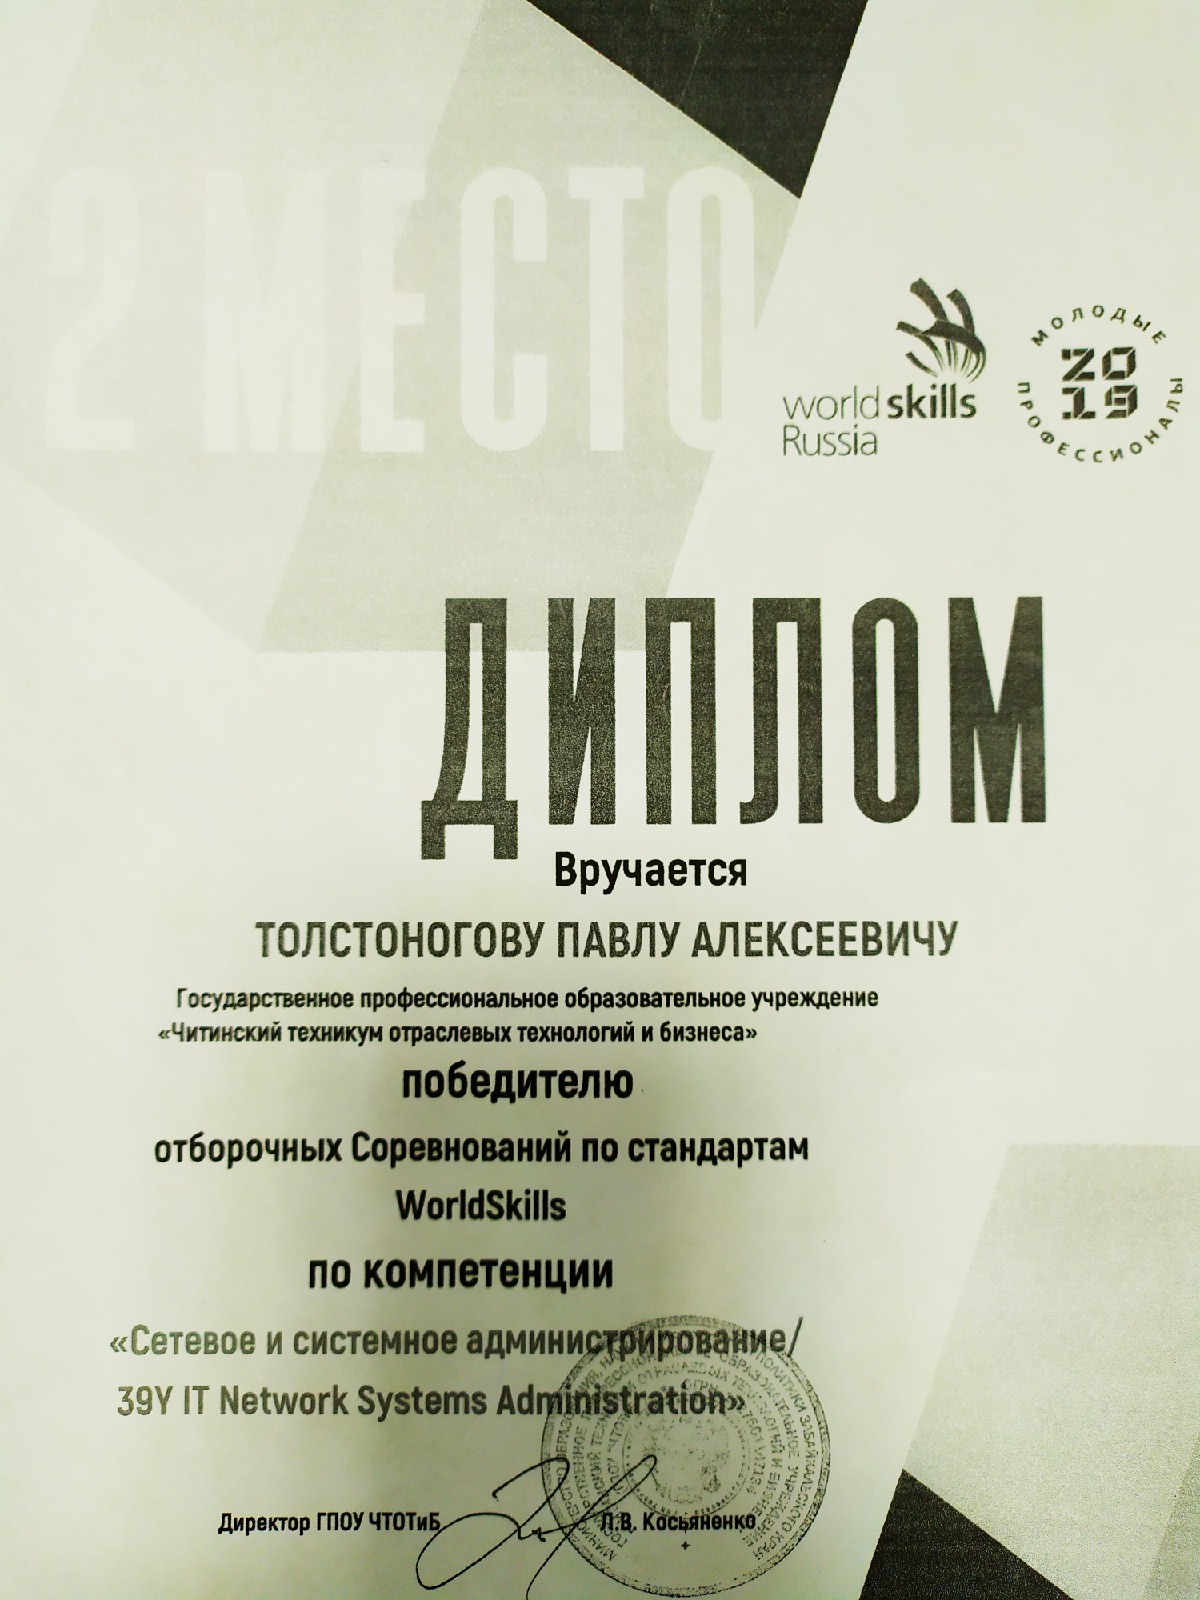 2 МЕСТО
worldskills
Russia
МОЛОДЫЕ
2019
ПРОФЕССИОНАЛЫ
ДИПЛОМ
Вручается
ТОЛСТОНОГОВУ ПАВЛУ АЛЕКСЕЕВИЧУ
Государственное профессиональное образовательное учреждение
«Читинский техникум отраслевых технологий и бизнеса»
победителю
отборочных Соревнований по стандартам
WorldSkills
по компетенции
«Сетевое и системное администрирование/
39Y IT Network Systems Administration»
Директор ГПОУ ЧТОТиБ
Л.В. Косьяненко